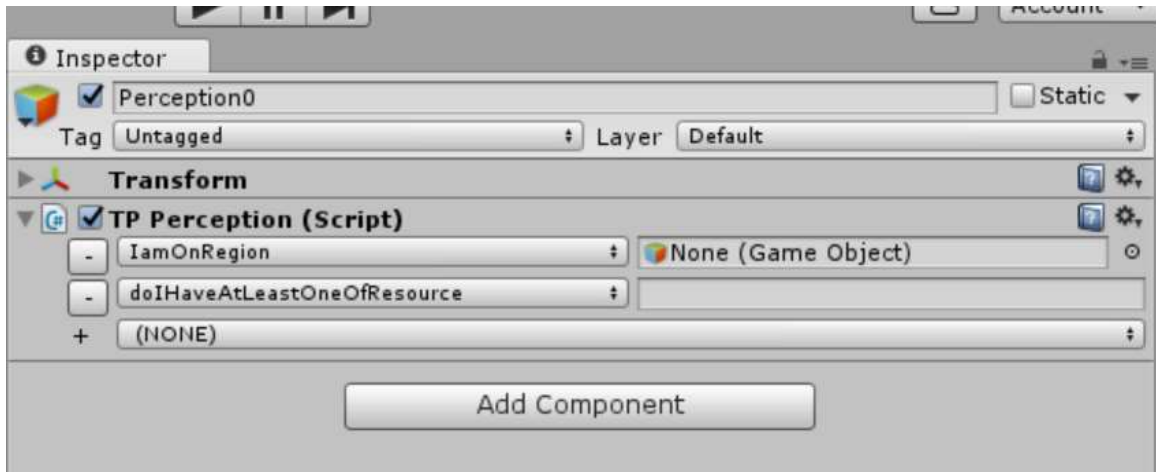 Account
Inspector
Perception0
Static
Tag Untagged Layer Default
Transform
TP Perception (Script)
- IamOnRegion None (Game Object)
- doIHaveAtLeastOneOfResource
+ (NONE)
Add Component